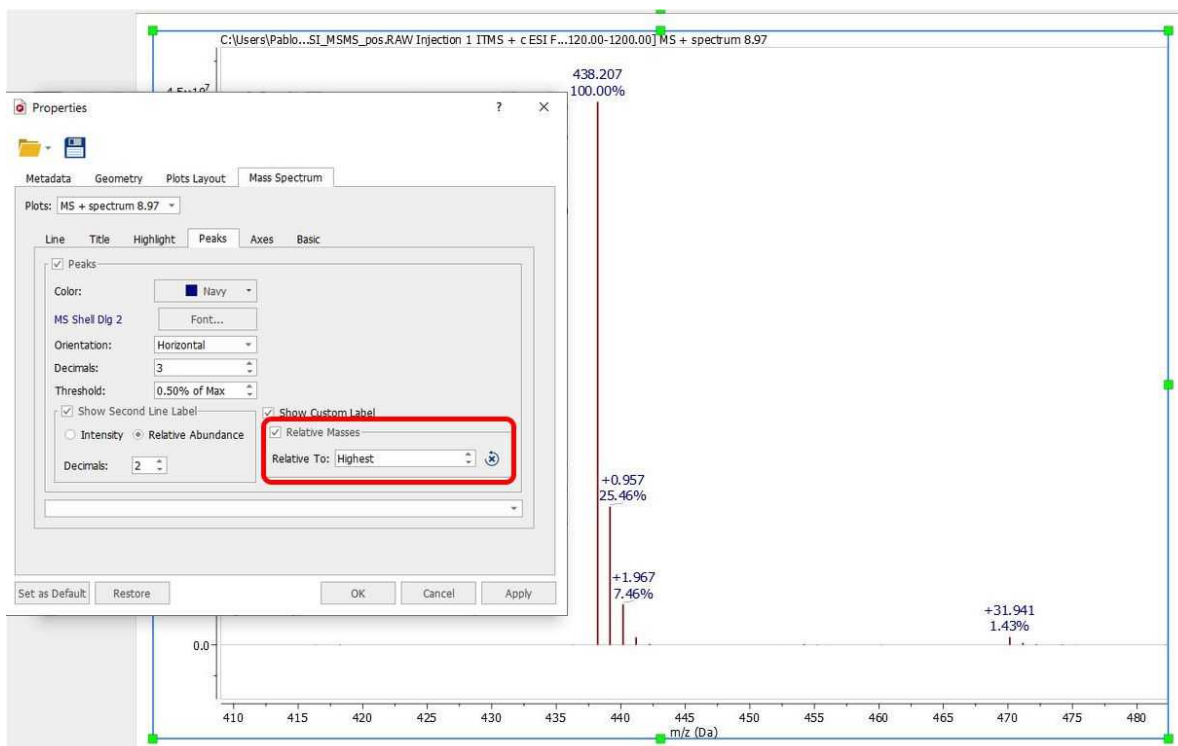 C:\Users\Pablo...SI_MSMS_pos.RAW Injection 1 ITMS + c ESI F...120.00-1200.00] MS + spectrum 8.97
438.207
100.00%
Properties
?
Metadata Geometry Plots Layout Mass Spectrum
Plots: MS + spectrum 8.97
Line Title Highlight Peaks Axes Basic
Peaks
Color: Navy
MS Shell Dlg 2 Font...
Orientation: Horizontal
Decimals: 3
Threshold: 0.50% of Max
Show Second Line Label Show Custom Label
Intensity Relative Abundance
Decimals: 2
Relative Masses
Relative To: Highest
Set as Default Restore OK Cancel Apply
+0.957
25.46%
+1.967
7.46%
+31.941
1.43%
0.0
410 415 420 425 430 435 440 445 450 455 460 465 470 475 480
m/z (Da)